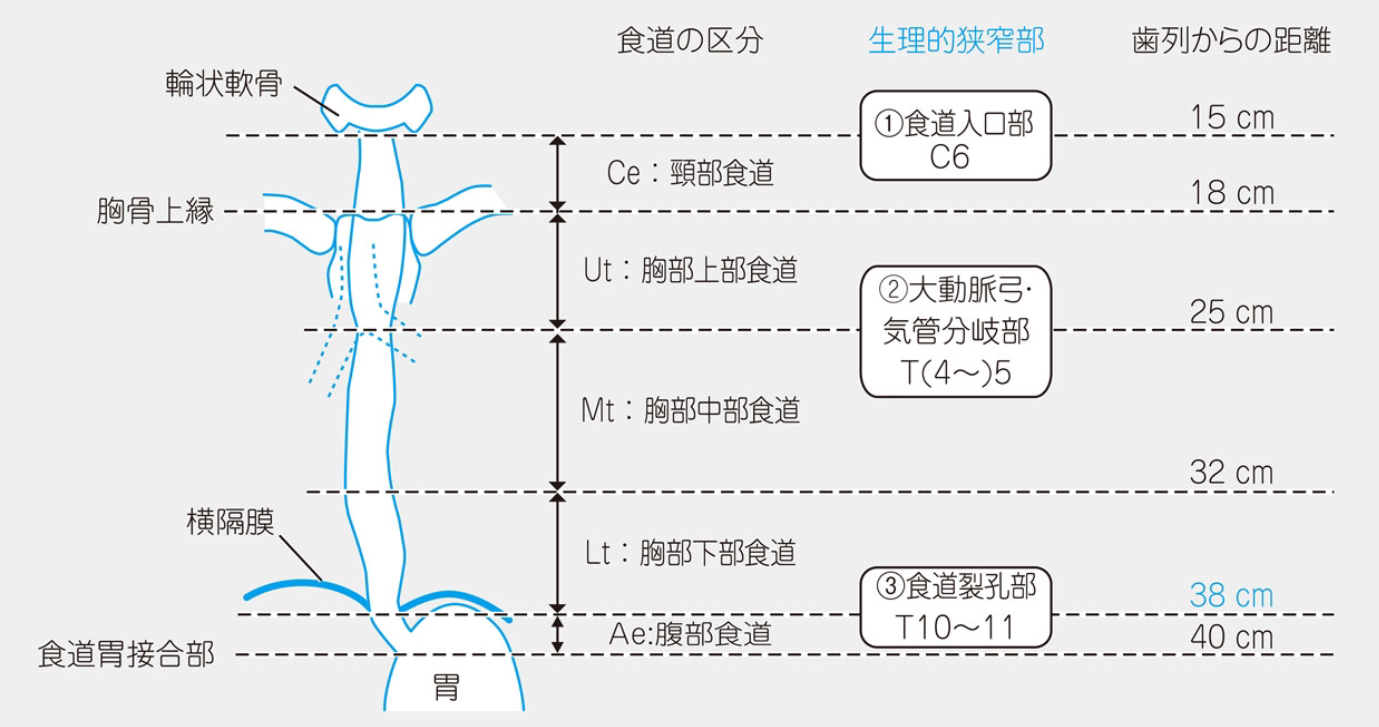 食道の区分
生理的狭窄部
歯列からの距離
輪状軟骨
①食道入口部
C6
15 cm
Ce：頸部食道
18 cm
胸骨上縁
Ut：胸部上部食道
②大動脈弓・
気管分岐部
T(4～)5
25 cm
Mt：胸部中部食道
32 cm
横隔膜
Lt：胸部下部食道
③食道裂孔部
T10～11
38 cm
Ae:腹部食道
40 cm
食道胃接合部
胃